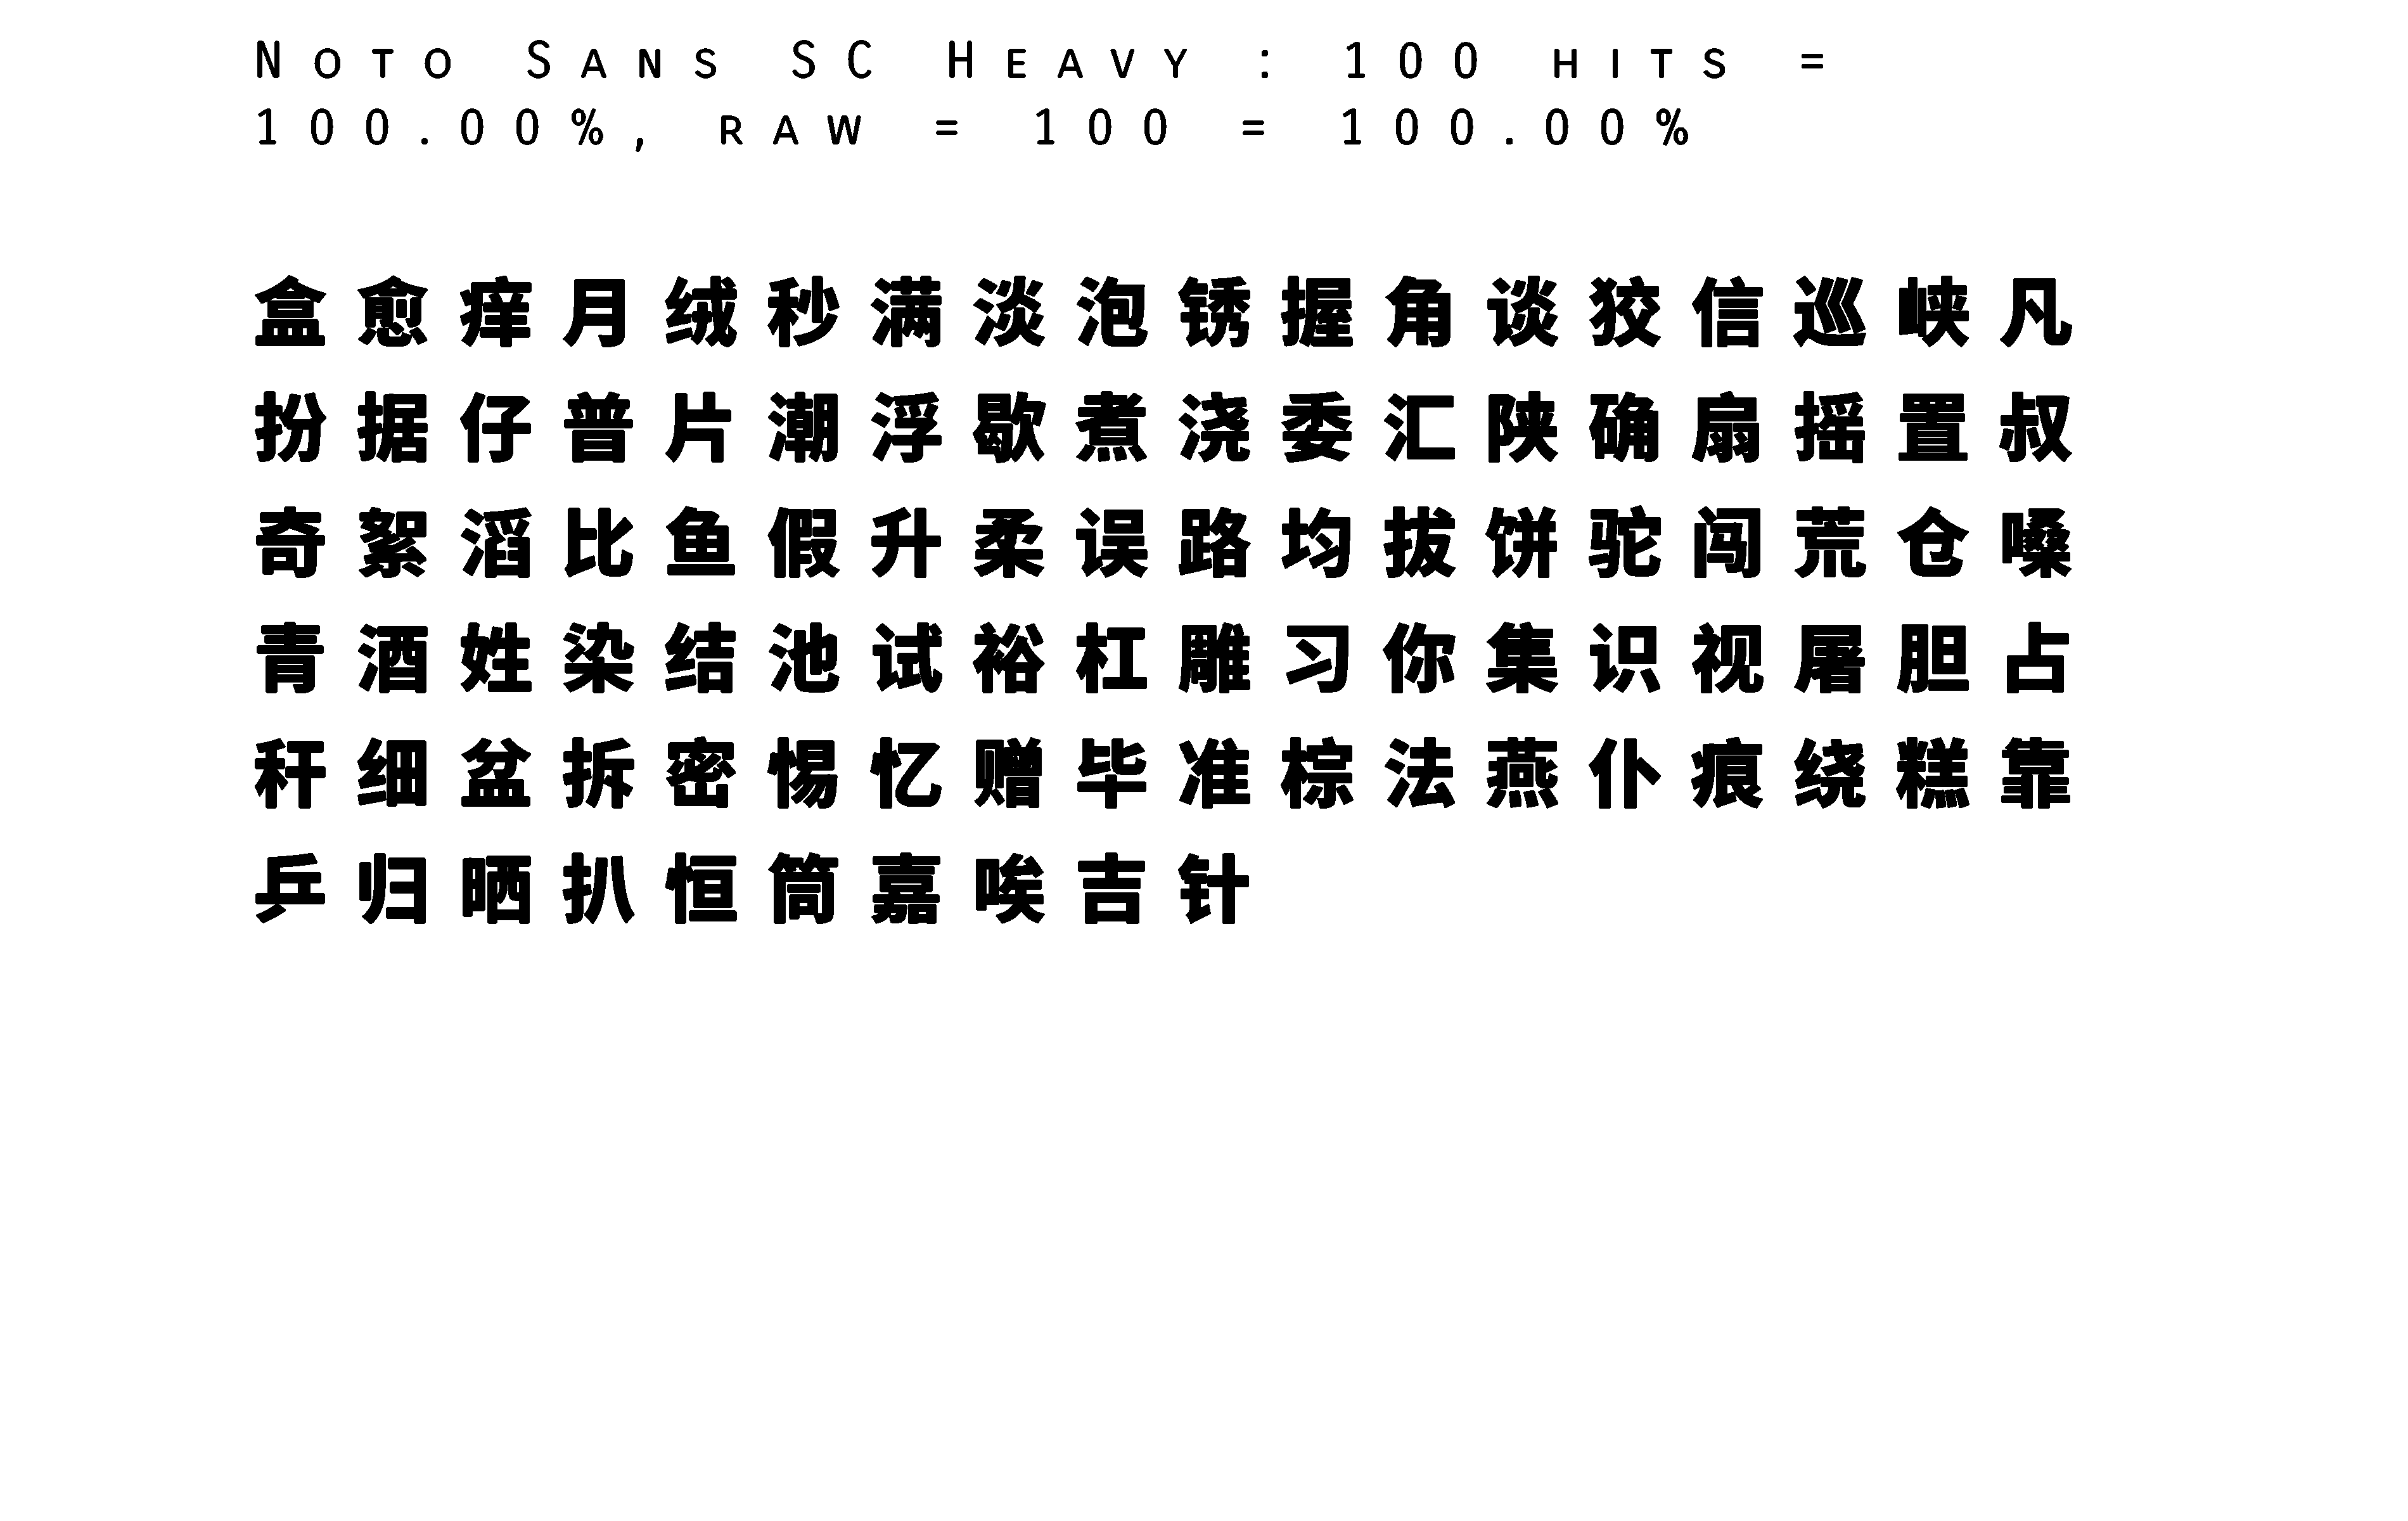 Noto Sans SC Heavy : 100 hits =
100.00%, raw = 100 = 100.00%
盒愈痒月绒秒满淡泡锈握角谈狡信巡峡凡
扮据仔普片潮浮歇煮浇委汇陕确扇摇置叔
奇絮滔比鱼假升柔误路均拔饼驼闯荒仓嗓
青酒姓染结池试裕杠雕习你集识视屠胆占
秆细盆拆密惕忆赠毕准棕法燕仆痕绕糕靠
乒归晒扒恒筒嘉唉吉针